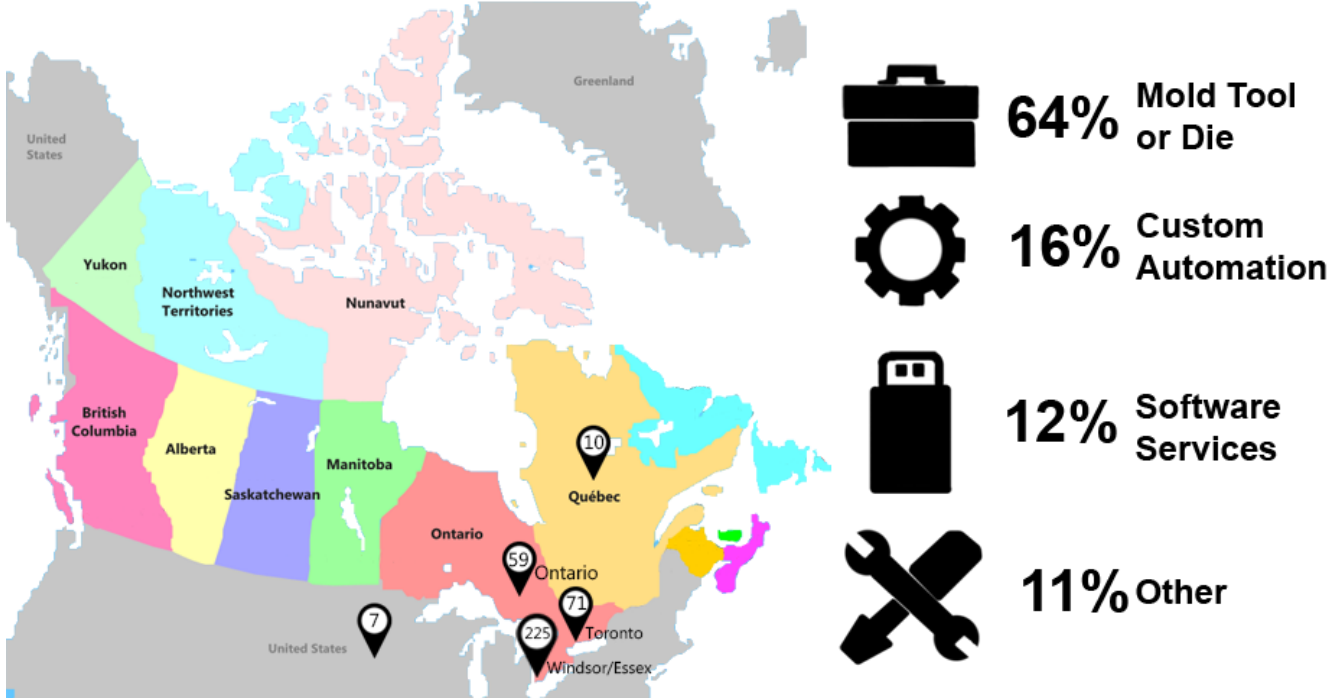 Greenland
United
States
Yukon
Northwest
Territories
Nunavut
British
Columbia
Alberta
Saskatchewan
Manitoba
Ontario
10
Québec
59
Ontario
71
Toronto
7
United States
225
Windsor/Essex
64%
Mold Tool
or Die
16%
Custom
Automation
12%
Software
Services
11%
Other